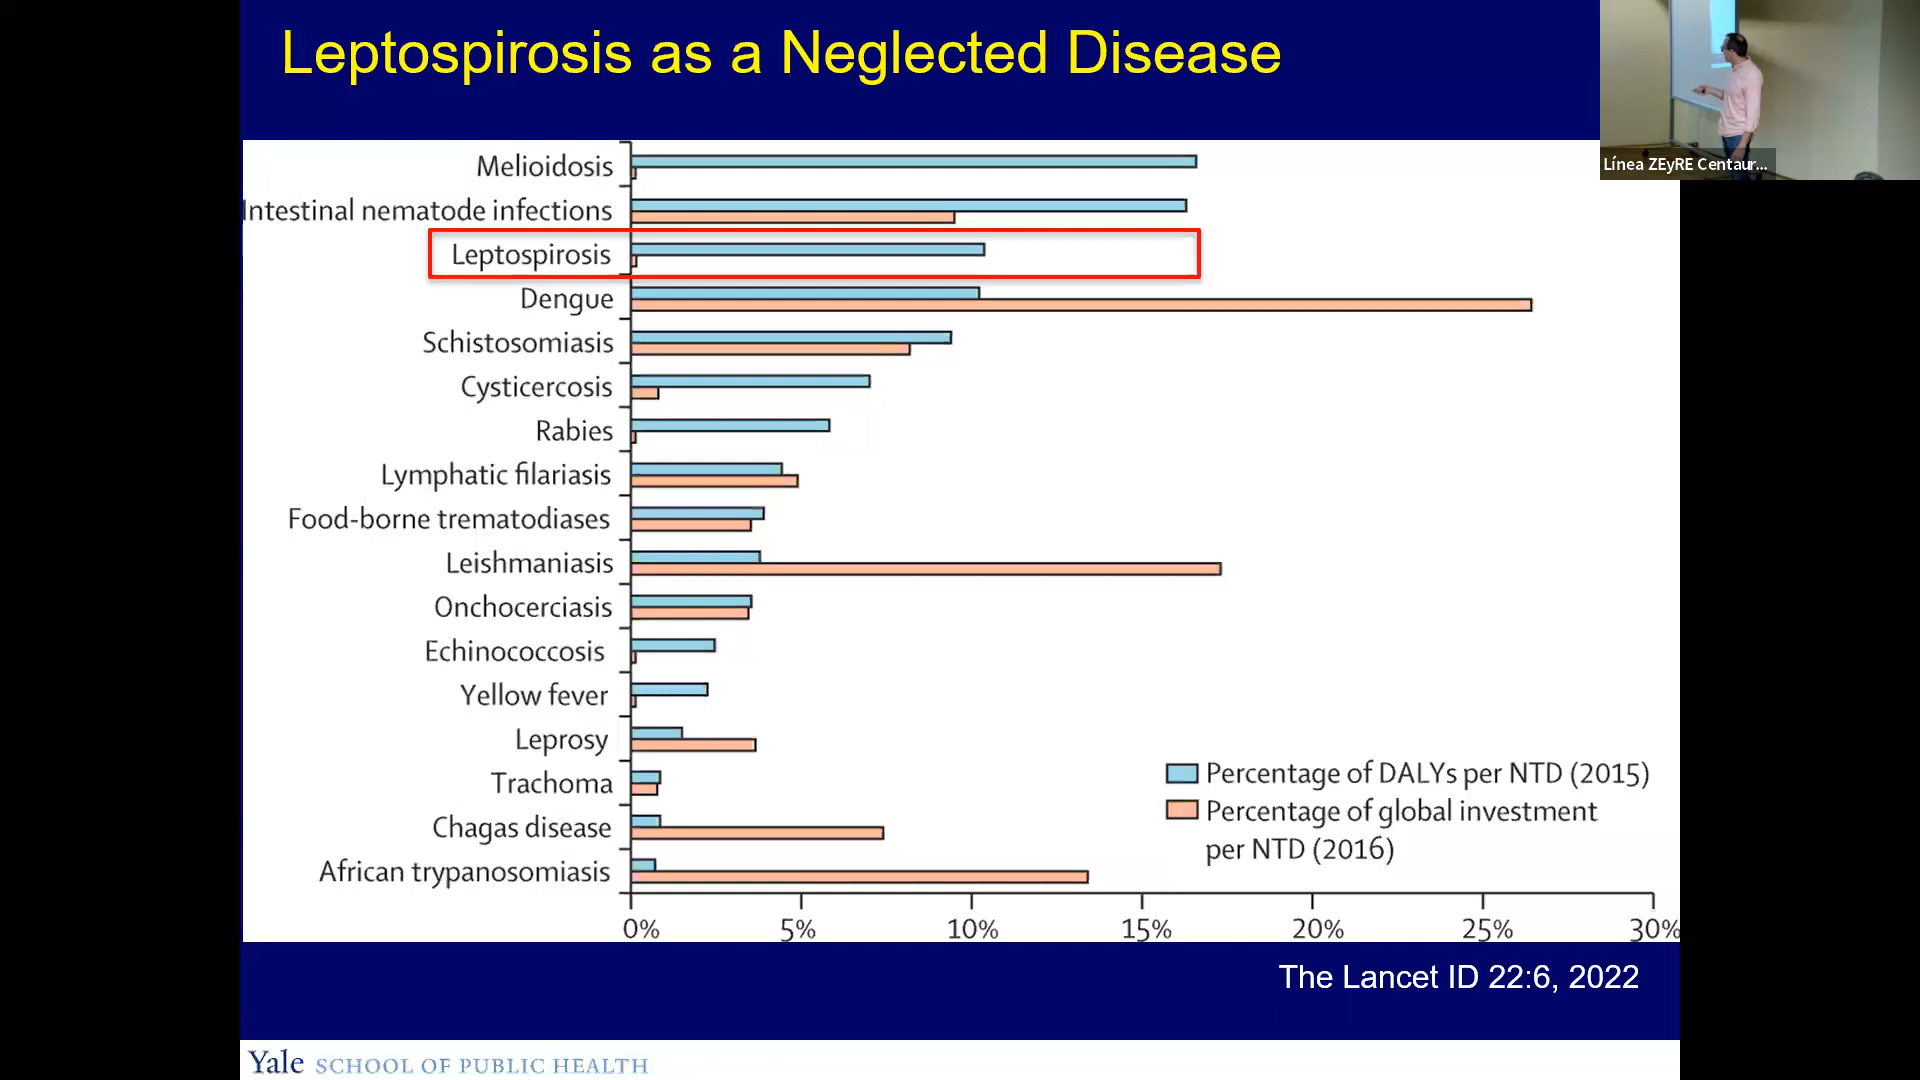 Leptospirosis as a Neglected Disease
Línea ZEyRE Centaur...
Melioidosis
Intestinal nematode infections
Leptospirosis
Dengue
Schistosomiasis
Cysticercosis
Rabies
Lymphatic filariasis
Food-borne trematodiases
Leishmaniasis
Onchocerciasis
Echinococcosis
Yellow fever
Leprosy
Trachoma
Chagas disease
African trypanosomiasis
Percentage of DALYs per NTD (2015)
Percentage of global investment
per NTD (2016)
0% 5% 10% 15% 20% 25% 30%
The Lancet ID 22:6, 2022
Yale SCHOOL OF PUBLIC HEALTH